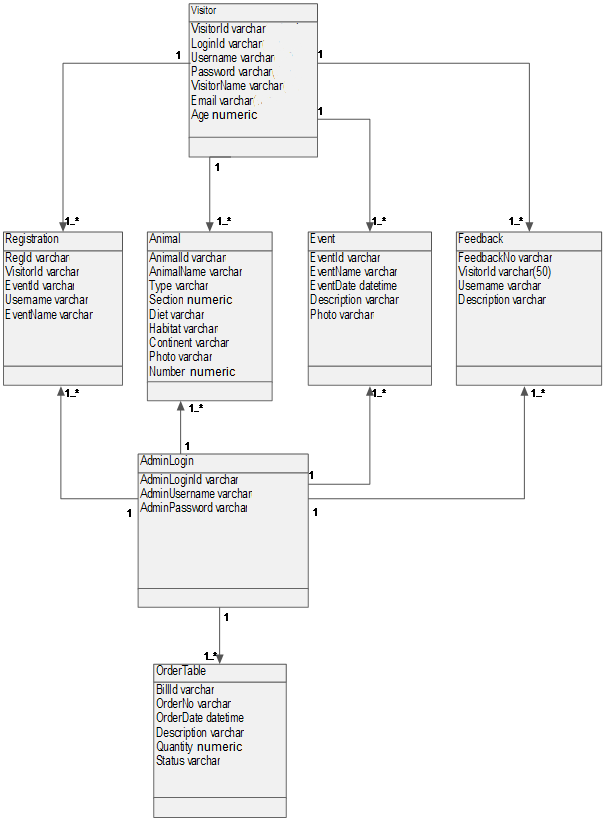 Visitor
VisitorId varchar
LoginId varchar
Username varchar
Password varchar
VisitorName varchar
Email varchar
Age numeric
1
1
1
1
1..*
1..*
1..*
1..*
Registration
RegId varchar
VisitorId varchar
EventId varchar
Username varchar
EventName varchar
Animal
AnimalId varchar
AnimalName varchar
Type varchar
Section numeric
Diet varchar
Habitat varchar
Continent varchar
Photo varchar
Number numeric
Event
EventId varchar
EventName varchar
EventDate datetime
Description varchar
Photo varchar
Feedback
FeedbackNo varchar
VisitorId varchar(50)
Username varchar
Description varchar
1..*
1..*
1..*
1..*
1
1
1
1
AdminLogin
AdminLoginId varchar
AdminUsername varchar
AdminPassword varchar
1
1..*
OrderTable
BillId varchar
OrderNo varchar
OrderDate datetime
Description varchar
Quantity numeric
Status varchar